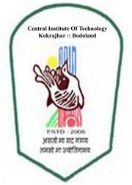 Central Institute Of Technology
Kokrajhar :: Bodoland
ESTD : 2006
असतो मा सद गमय
तमसो मा ज्योतिर्गमय